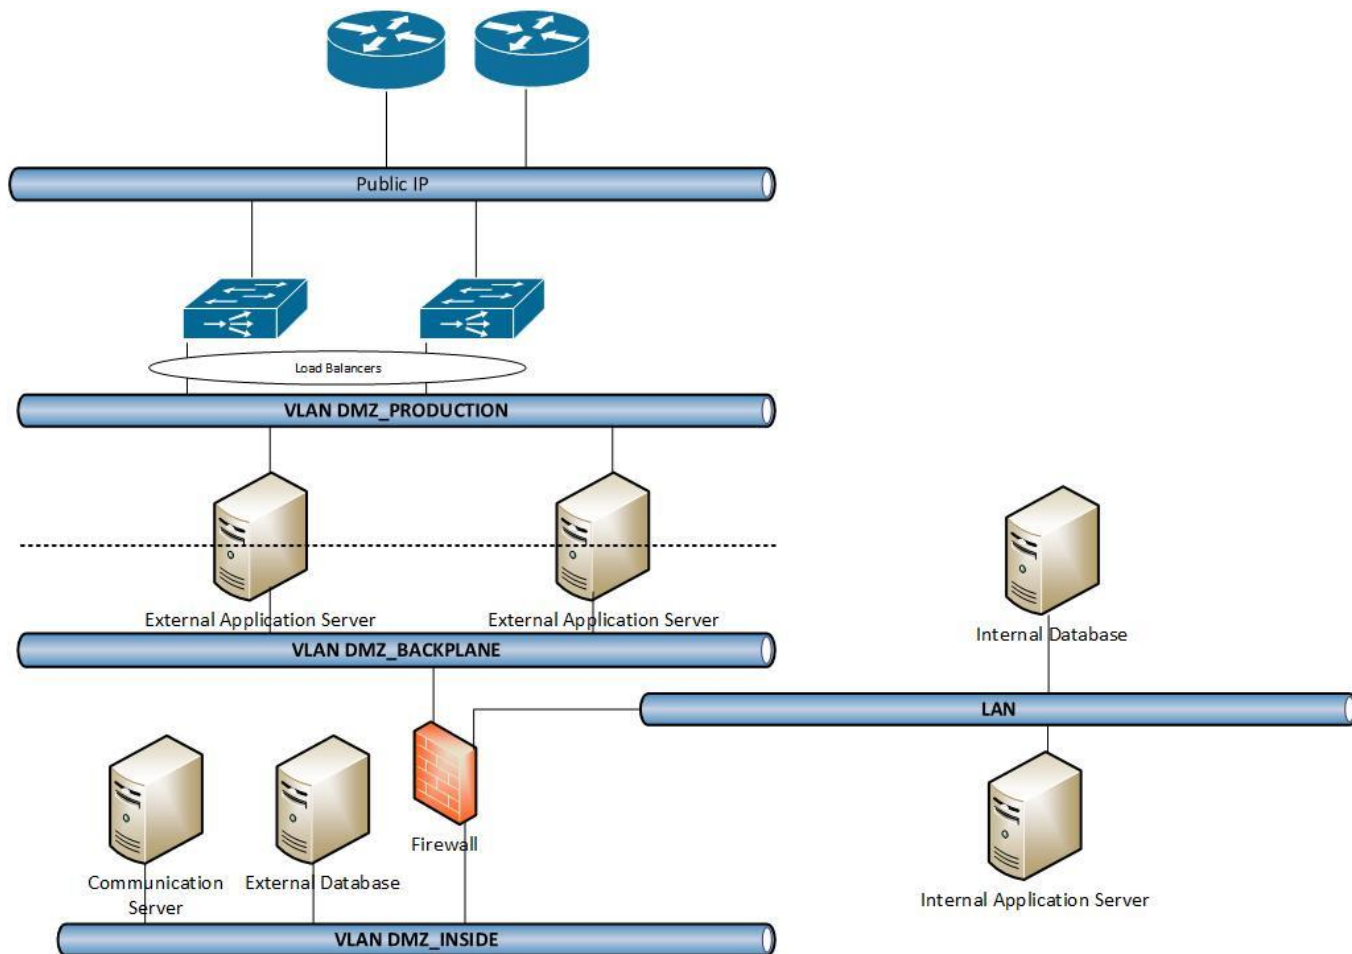 Public IP
Load Balancers
VLAN DMZ_PRODUCTION
External Application Server
External Application Server
VLAN DMZ_BACKPLANE
Internal Database
LAN
Firewall
Communication
Server
External Database
Internal Application Server
VLAN DMZ_INSIDE